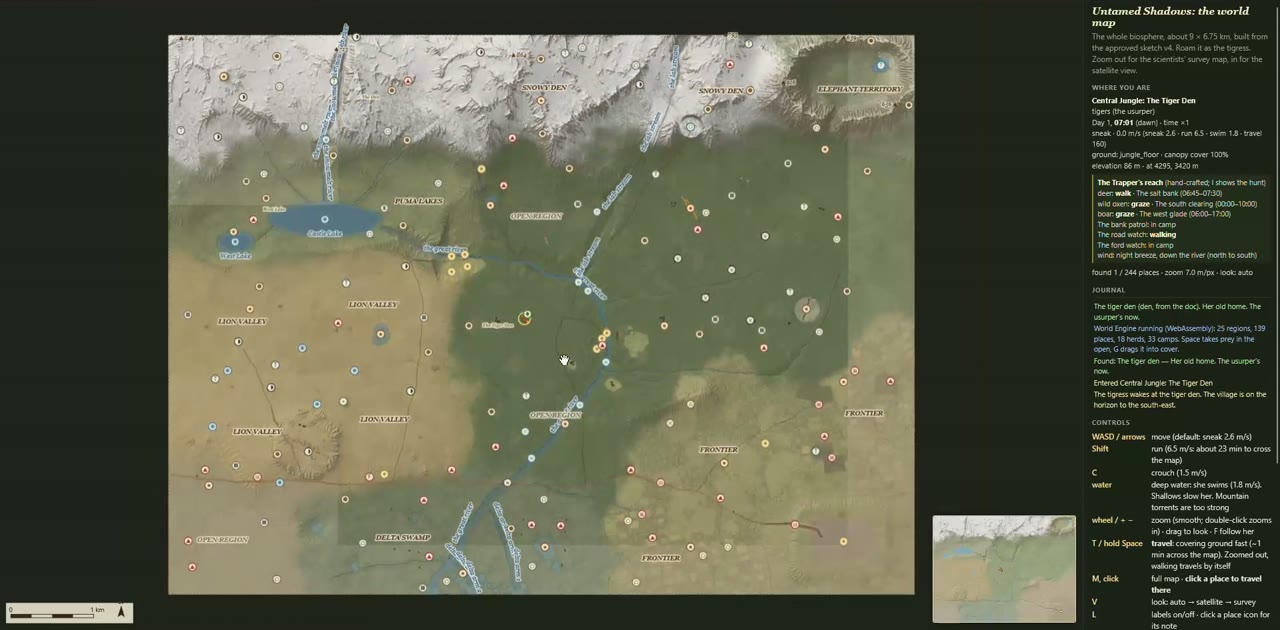 Untamed Shadows: the world
map
The whole biosphere, about 9 × 6.75 km, built from
the approved sketch v4. Roam it as the tigress.
Zoom out for the scientists' survey map, in for the
satellite view.
WHERE YOU ARE
Central Jungle: The Tiger Den
tigers (the usurper)
Day 1, 07:01 (dawn) · time ×1
sneak · 0.0 m/s (sneak 2.6 · run 6.5 · swim 1.8 · travel
160)
ground: jungle_floor · canopy cover 100%
elevation 86 m · at 4295, 3420 m
The Trapper's reach (hand-crafted; I shows the hunt)
deer: walk · The salt bank (06:45–07:30)
wild oxen: graze · The south clearing (00:00–10:00)
boar: graze · The west glade (06:00–17:00)
The bank patrol: in camp
The road watch: walking
The ford watch: in camp
wind: night breeze, down the river (north to south)
found 1 / 244 places · zoom 7.0 m/px · look: auto
JOURNAL
The tiger den (den, from the doc). Her old home. The
usurper's now.
World Engine running (WebAssembly): 25 regions, 139
places, 18 herds, 33 camps. Space takes prey in the
open, G drags it into cover.
Found: The tiger den — Her old home. The usurper's
now.
Entered Central Jungle: The Tiger Den
The tigress wakes at the tiger den. The village is on the
horizon to the south-east.
CONTROLS
WASD / arrows move (default: sneak 2.6 m/s)
Shift run (6.5 m/s: about 23 min to cross
the map)
C crouch (1.5 m/s)
water deep water: she swims (1.8 m/s).
Shallows slow her. Mountain
torrents are too strong
wheel / + − zoom (smooth; double-click zooms
in) · drag to look · F follow her
T / hold Space travel: covering ground fast (~1
min across the map). Zoomed out,
walking travels by itself
M, click full map · click a place to travel
there
V look: auto → satellite → survey
L labels on/off · click a place icon for
its note
SNOWY DEN
SNOWY DEN
ELEPHANT TERRITORY
PUMA LAKES
OPEN REGION
the lab stream
the lab stream
Castle Lake
West Lake
the great river
LION VALLEY
LION VALLEY
The Tiger Den
LION VALLEY
LION VALLEY
OPEN REGION
FRONTIER
FRONTIER
OPEN REGION
DELTA SWAMP
the great river
FRONTIER
0 1 km